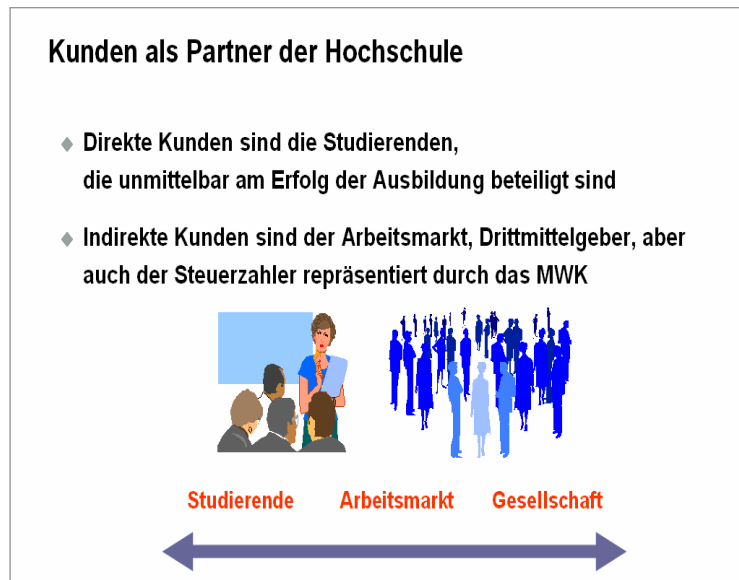 Kunden als Partner der Hochschule
Direkte Kunden sind die Studierenden,
die unmittelbar am Erfolg der Ausbildung beteiligt sind
Indirekte Kunden sind der Arbeitsmarkt, Drittmittelgeber, aber
auch der Steuerzahler repräsentiert durch das MWK
Studierende Arbeitsmarkt Gesellschaft